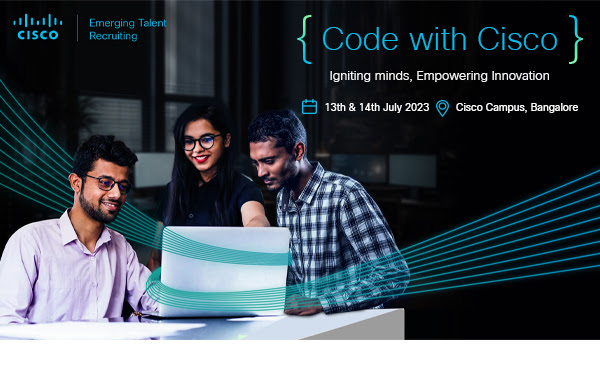 CISCO
Emerging Talent
Recruiting
{ Code with Cisco }
Igniting minds, Empowering Innovation
13th & 14th July 2023 Cisco Campus, Bangalore